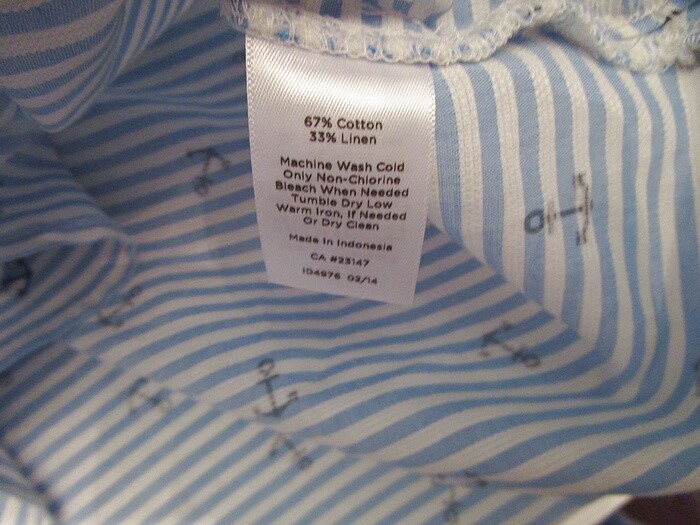 67% Cotton
33% Linen
Machine Wash Cold
Only Non-Chlorine
Bleach When Needed
Tumble Dry Low
Warm Iron, If Needed
Or Dry Clean
Made in Indonesia
CA #23147
ID4976 02/14